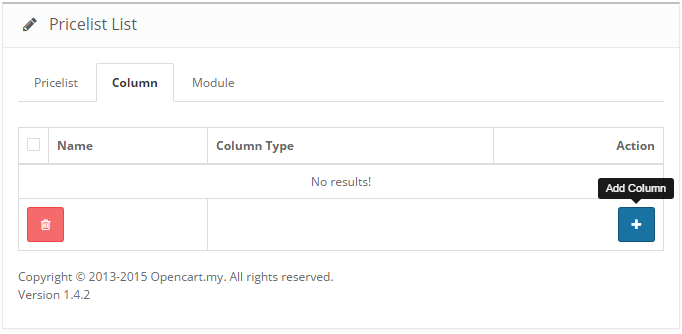 Pricelist List
Pricelist Column Module
Name Column Type Action
No results!
Add Column
Copyright © 2013-2015 Opencart.my. All rights reserved.
Version 1.4.2